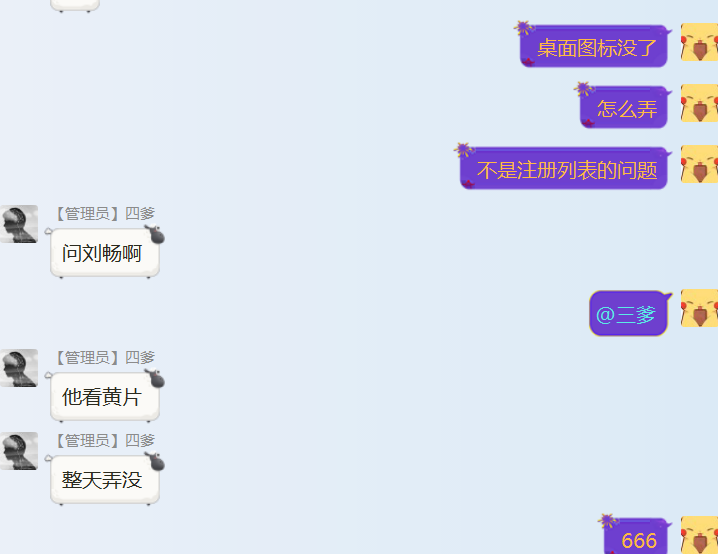 桌面图标没了
怎么弄
不是注册列表的问题
【管理员】四爹
问刘畅啊
@三爹
【管理员】四爹
他看黄片
【管理员】四爹
整天弄没
666